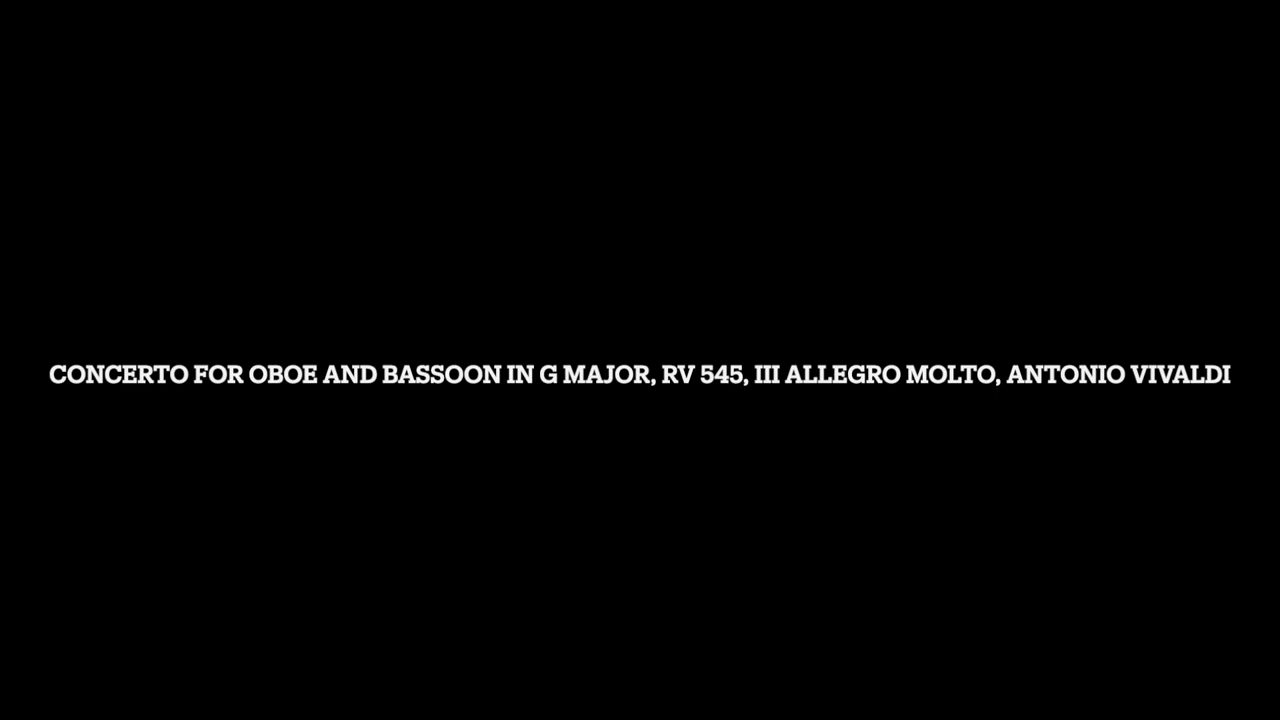 CONCERTO FOR OBOE AND BASSOON IN G MAJOR, RV 545, III ALLEGRO MOLTO, ANTONIO VIVALDI